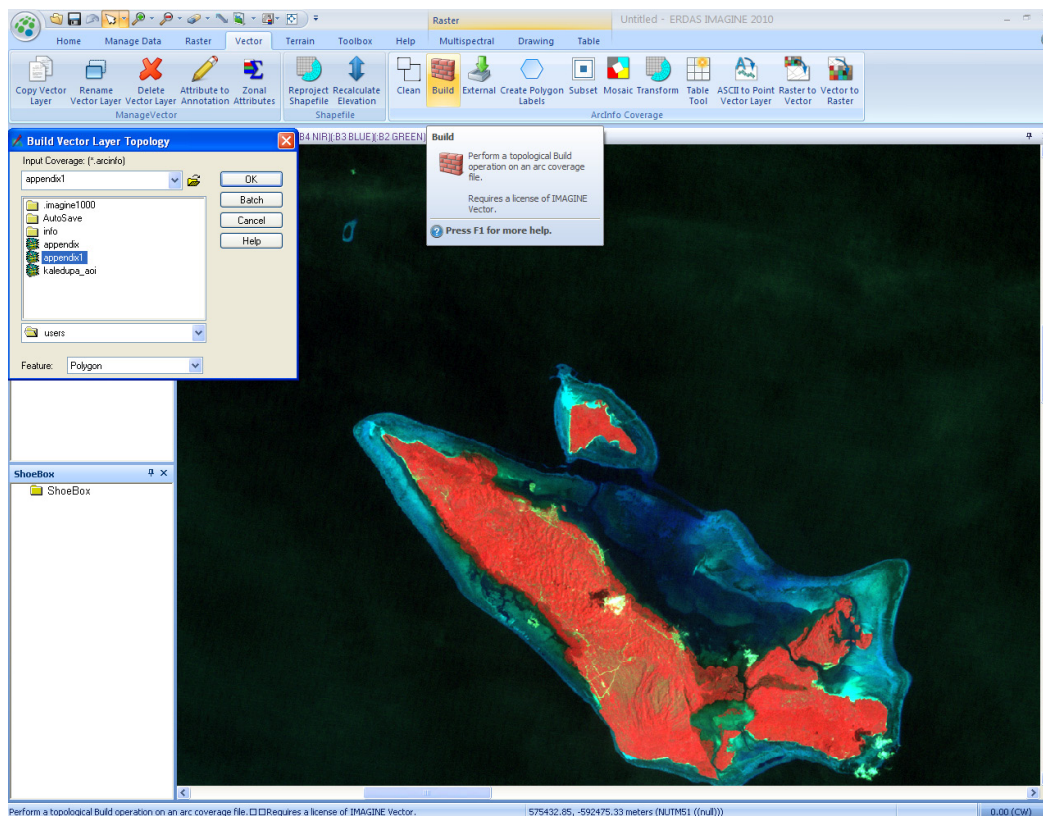 Raster
Untitled - ERDAS IMAGINE 2010
Home Manage Data Raster Vector Terrain Toolbox Help Multispectral Drawing Table
Copy Vector Rename Delete Attribute to Zonal Reproject Recalculate Clean Build External Create Polygon Subset Mosaic Transform Table ASCII to Point Raster to Vector to
Layer Vector Layer Vector Layer Annotation Attributes Shapefile Elevation Labels Tool Vector Layer Vector Raster
ManageVector Shapefile ArcInfo Coverage
Build Vector Layer Topology
B4 NIR)(:B3 BLUE)(:B2 GREEN)
Build
Input Coverage: (*.arcinfo)
appendix1
OK
Batch
Cancel
Help
.imagine1000
AutoSave
info
appendix
appendix1
kaledupa_aoi
users
Feature: Polygon
Perform a topological Build
operation on an arc coverage
file.
Requires a license of IMAGINE
Vector.
Press F1 for more help.
ShoeBox
ShoeBox
Perform a topological Build operation on an arc coverage file.□□Requires a license of IMAGINE Vector. 575432.85, -592475.33 meters (NUTM51 ((null))) 0.00 (CW)